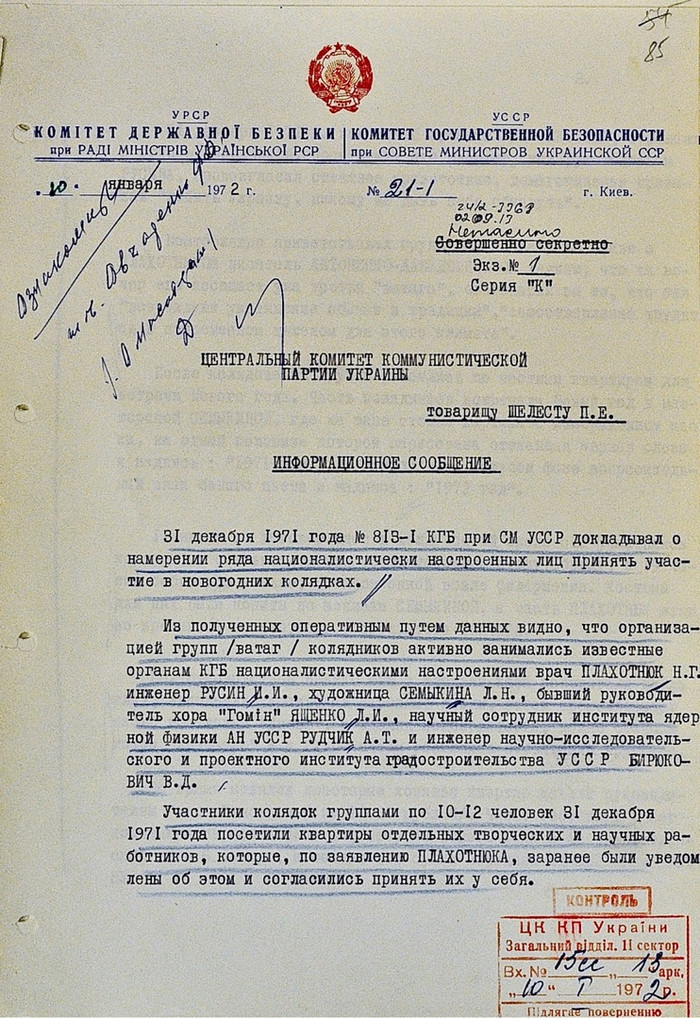 54
85
УРСР
КОМІТЕТ ДЕРЖАВНОЇ БЕЗПЕКИ
при РАДІ МІНІСТРІВ УКРАЇНСЬКОЇ РСР
УССР
КОМИТЕТ ГОСУДАРСТВЕННОЙ БЕЗОПАСНОСТИ
при СОВЕТЕ МИНИСТРОВ УКРАИНСКОЙ ССР
"10" января 1972 г. № 21-1 г. Киев.
Совершенно секретно
Экз.№ 1
Серия "К"
ЦЕНТРАЛЬНЫЙ КОМИТЕТ КОММУНИСТИЧЕСКОЙ
ПАРТИИ УКРАИНЫ
товарищу ШЕЛЕСТУ П.Е.
ИНФОРМАЦИОННОЕ СООБЩЕНИЕ
31 декабря 1971 года № 813-1 КГБ при СМ УССР докладывал о
намерении ряда националистически настроенных лиц принять учас-
тие в новогодних колядках.
Из полученных оперативным путем данных видно, что организа-
цией групп /ватаг / колядников активно занимались известные
органам КГБ националистическими настроениями врач ПЛАХОТНЮК Н.Г.
инженер РУСИН И.И., художница СЕМЫКИНА Л.Н., бывший руководи-
тель хора "Гомін" ЯЩЕНКО Л.И., научный сотрудник института ядер
ной физики АН УССР РУДЧИК А.Т. и инженер научно-исследователь-
ского и проектного института градостроительства УССР БИРЮКО-
ВИЧ В.Д.
Участники колядок группами по 10-12 человек 31 декабря
1971 года посетили квартиры отдельных творческих и научных ра-
ботников, которые, по заявлению ПЛАХОТНЮКА, заранее были уведом
лены об этом и согласились принять их у себя.
КОНТРОЛЬ
ЦК КП України
Загальний відділ. II сектор
Вх. № 15сс " 13 арк.
"10" I 1972 р.
Підлягає поверненню